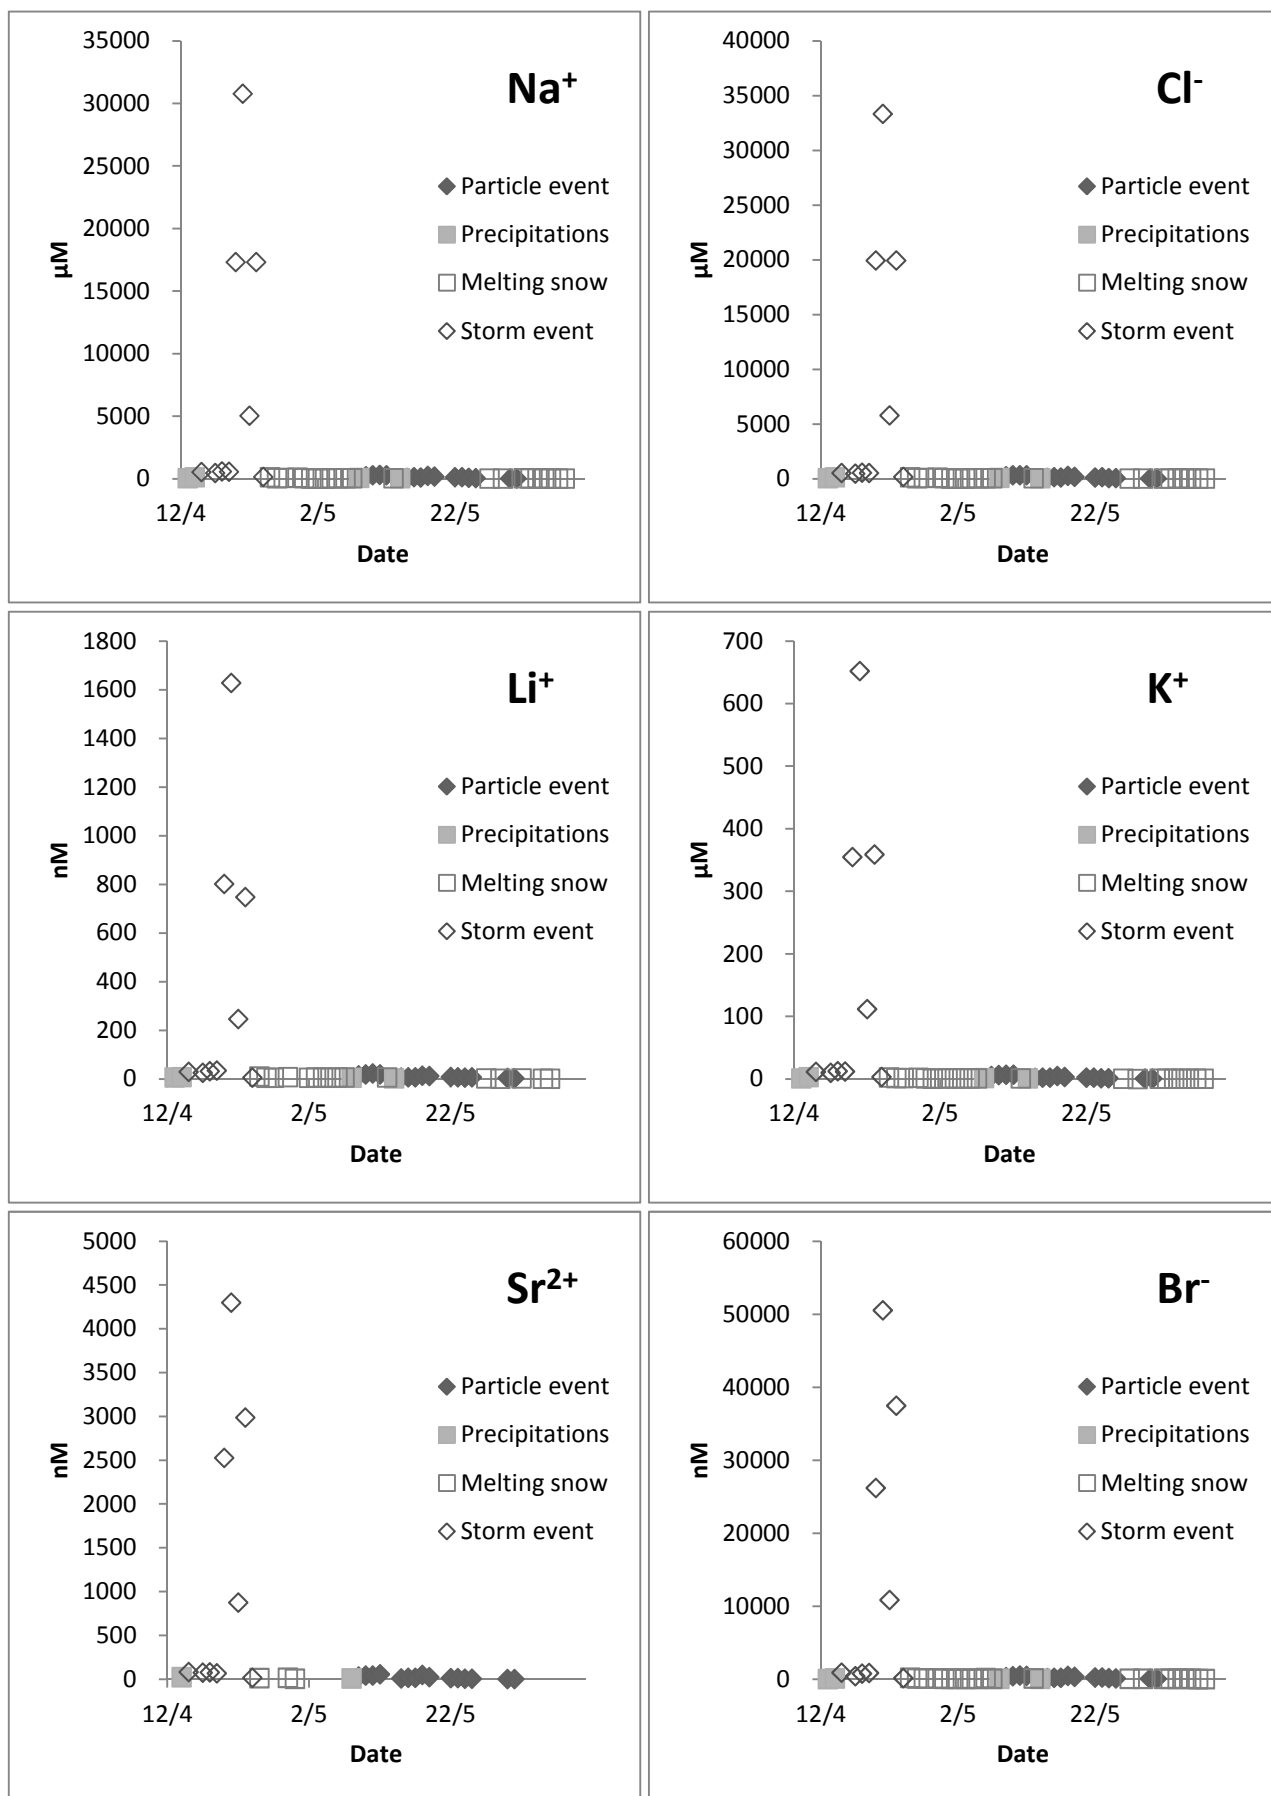 Na⁺
35000
30000
25000
20000
15000
10000
5000
0
µM
12/4
2/5
22/5
Date
Particle event
Precipitations
Melting snow
Storm event
Cl⁻
40000
35000
30000
25000
20000
15000
10000
5000
0
µM
12/4
2/5
22/5
Date
Particle event
Precipitations
Melting snow
Storm event
Li⁺
1800
1600
1400
1200
1000
800
600
400
200
0
nM
12/4
2/5
22/5
Date
Particle event
Precipitations
Melting snow
Storm event
K⁺
700
600
500
400
300
200
100
0
µM
12/4
2/5
22/5
Date
Particle event
Precipitations
Melting snow
Storm event
Sr²⁺
5000
4500
4000
3500
3000
2500
2000
1500
1000
500
0
nM
12/4
2/5
22/5
Date
Particle event
Precipitations
Melting snow
Storm event
Br⁻
60000
50000
40000
30000
20000
10000
0
nM
12/4
2/5
22/5
Date
Particle event
Precipitations
Melting snow
Storm event